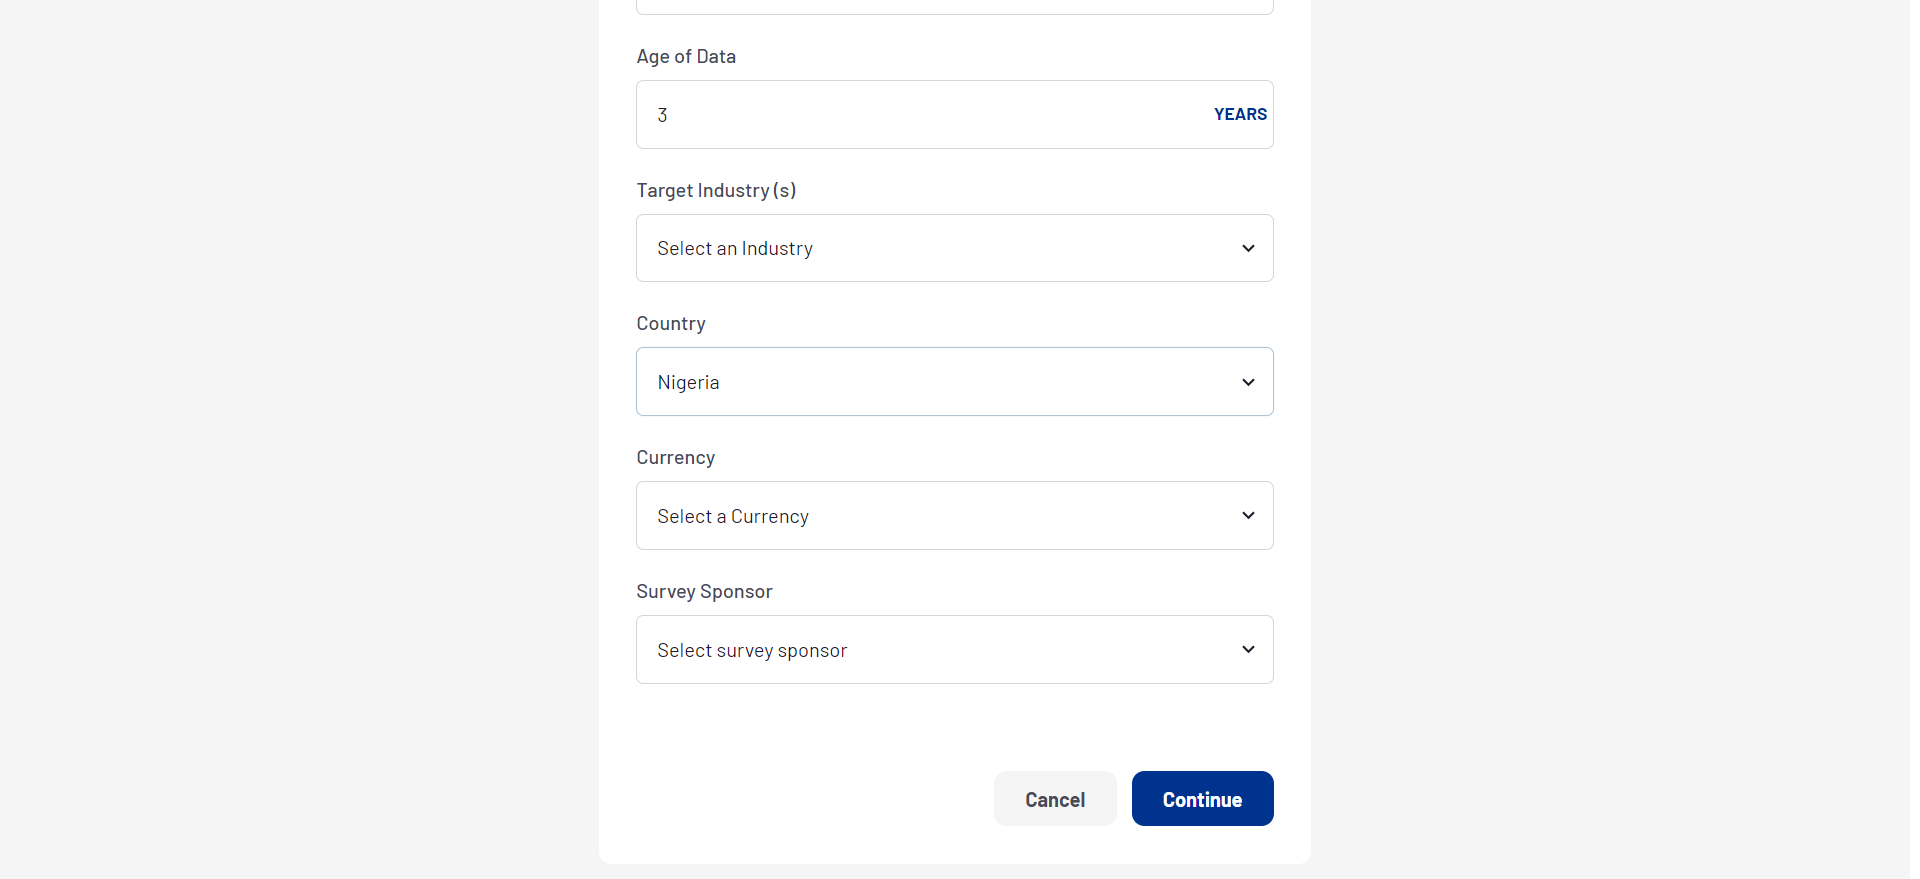 Age of Data
3 YEARS
Target Industry (s)
Select an Industry
Country
Nigeria
Currency
Select a Currency
Survey Sponsor
Select survey sponsor
Cancel Continue